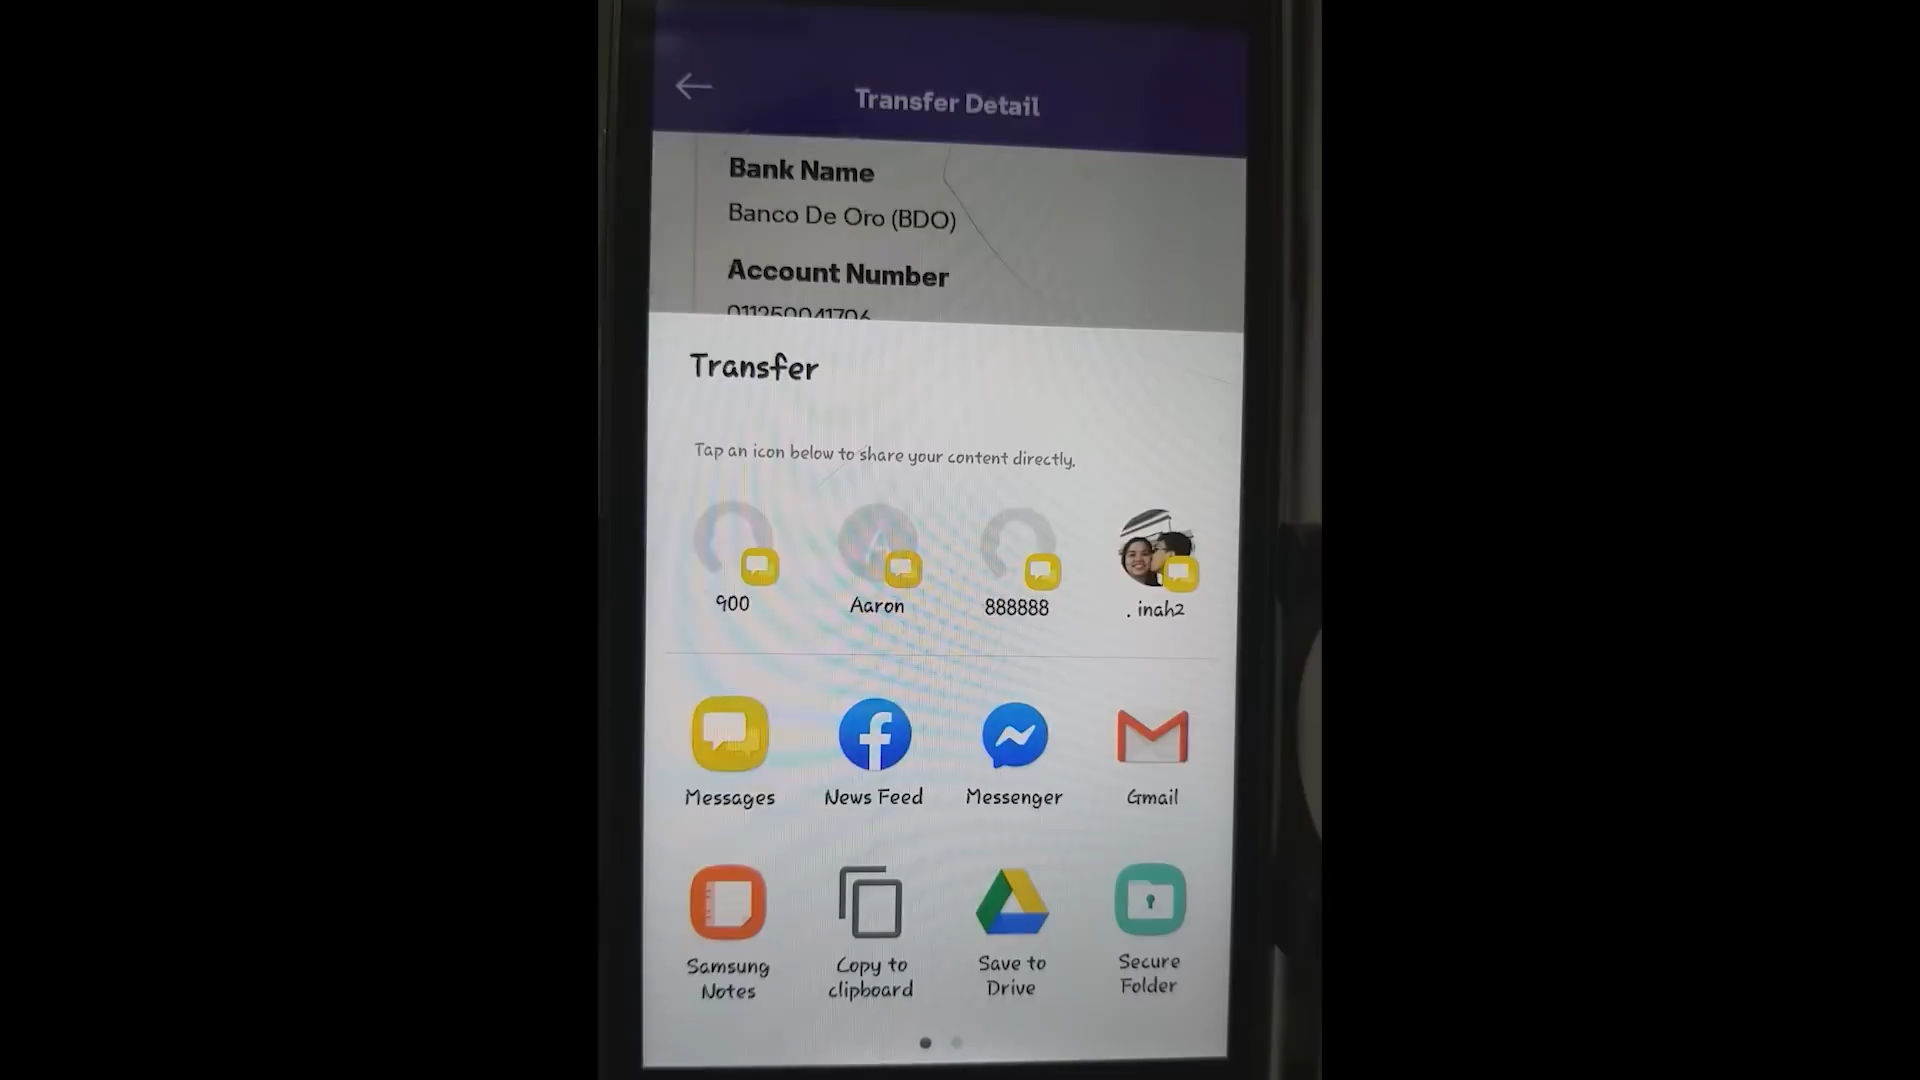 Transfer Detail
Bank Name
Banco De Oro (BDO)
Account Number
011250041706
Transfer
Tap an icon below to share your content directly.
A
900
Aaron
888888
. inah2
Messages
News Feed
Messenger
Gmail
Samsung
Notes
Copy to
clipboard
Save to
Drive
Secure
Folder